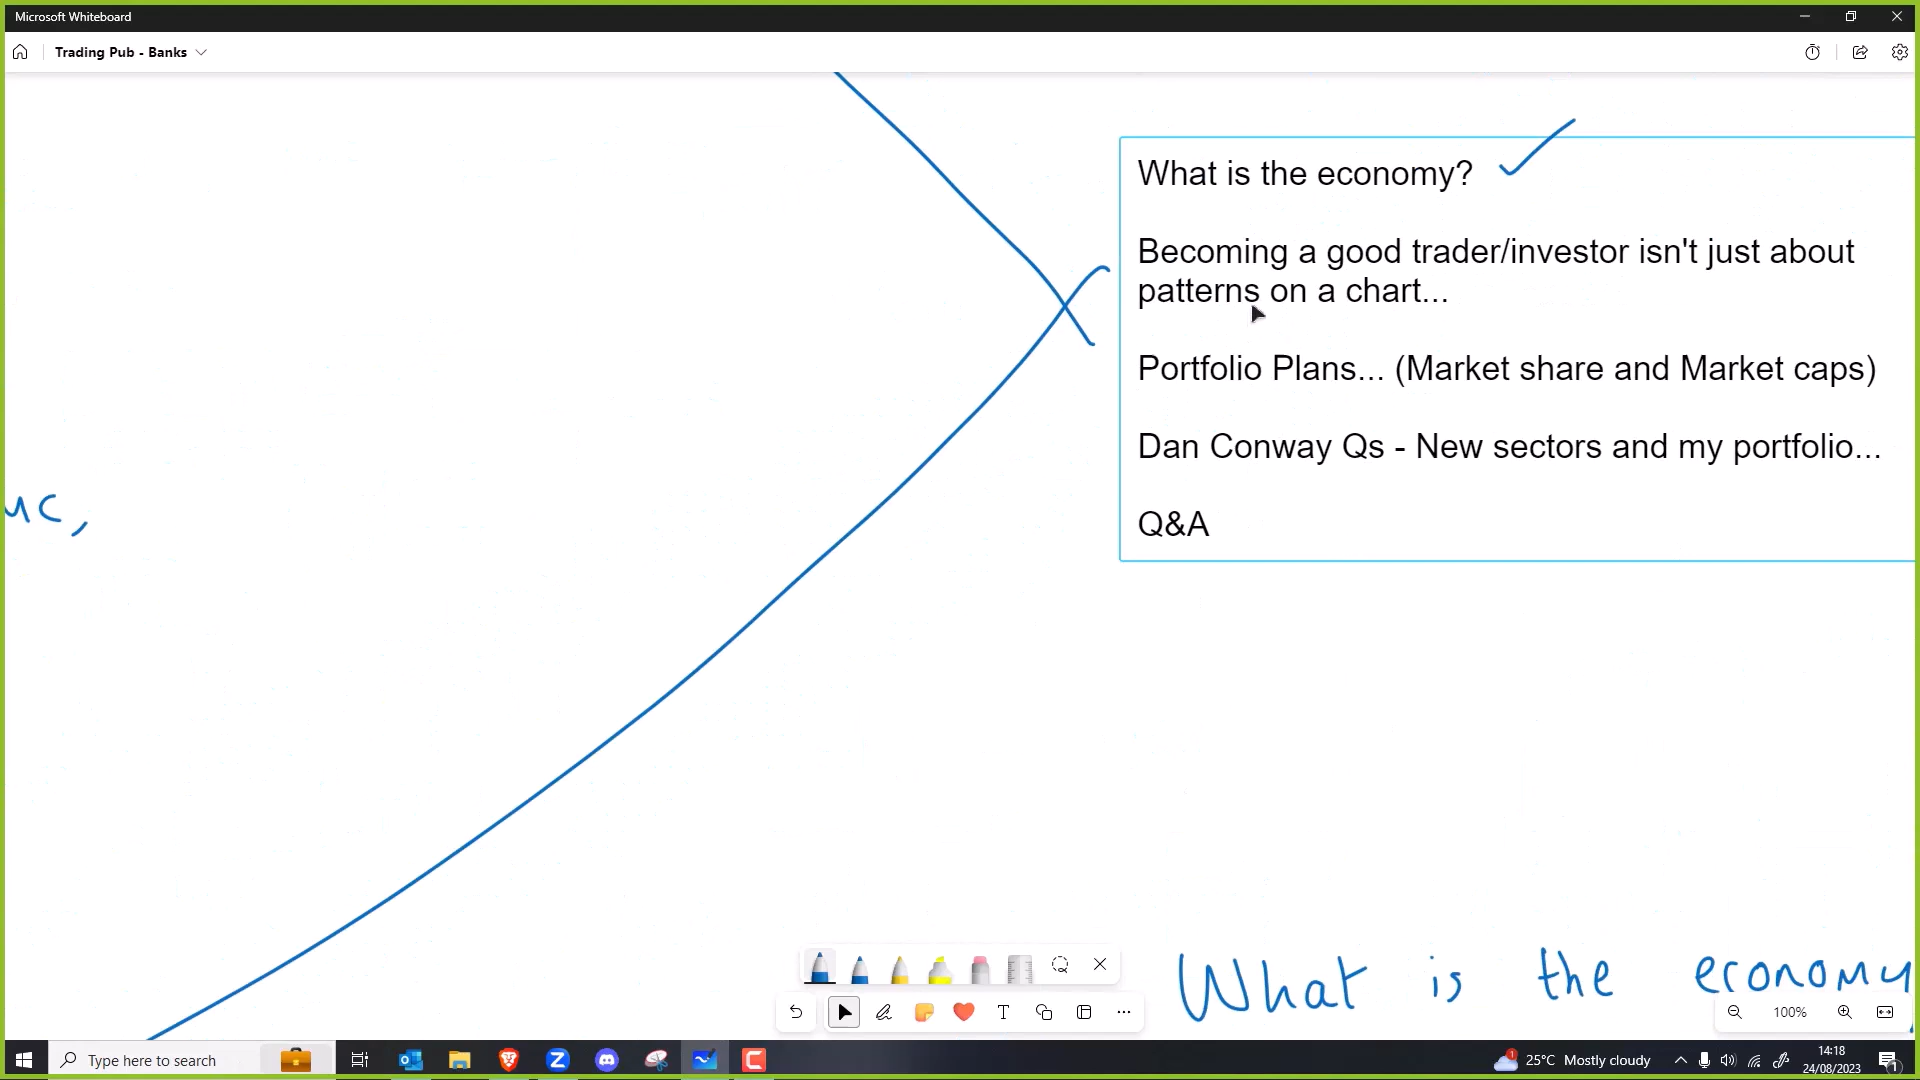 Microsoft Whiteboard
Trading Pub - Banks
What is the economy?
Becoming a good trader/investor isn't just about
patterns on a chart...
Portfolio Plans... (Market share and Market caps)
Dan Conway Qs - New sectors and my portfolio...
Q&A
What is the economy
100%
Type here to search
25°C Mostly cloudy
14:18
24/08/2023